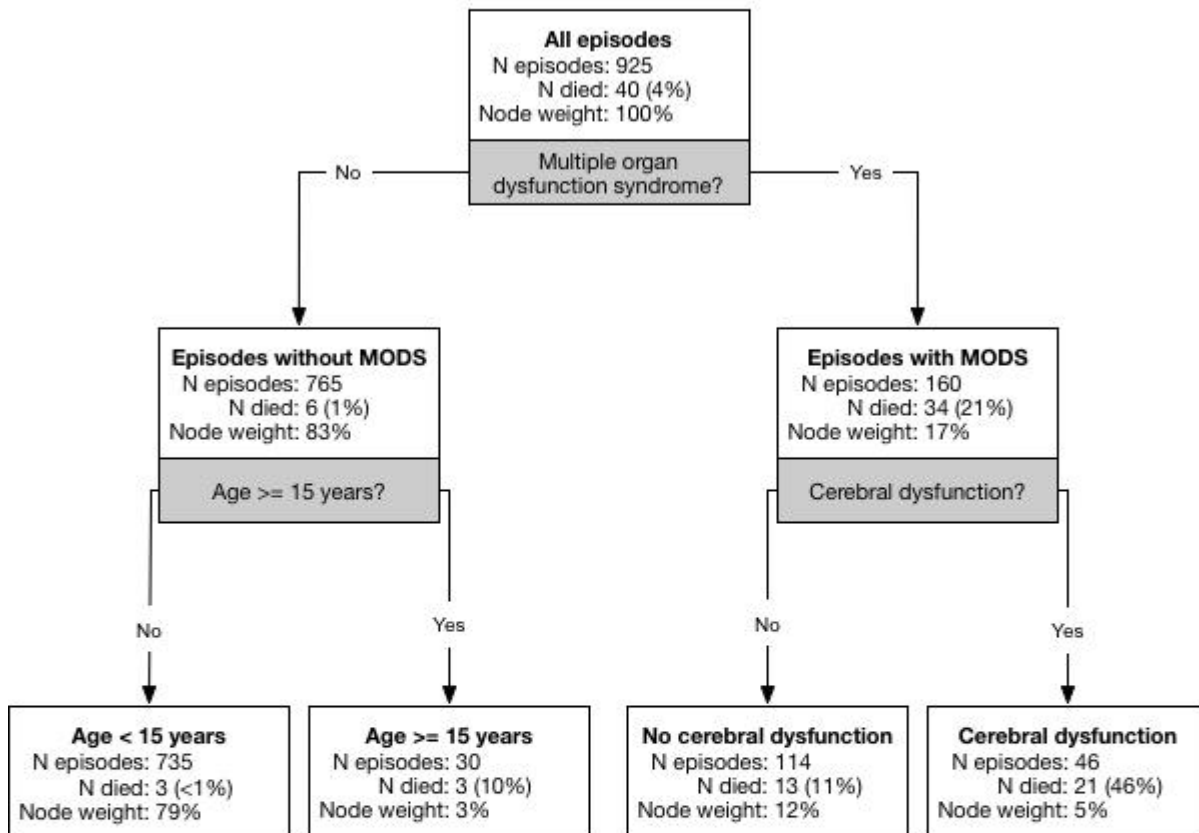 All episodes
N episodes: 925
N died: 40 (4%)
Node weight: 100%
Multiple organ
dysfunction syndrome?
No
Yes
Episodes without MODS
N episodes: 765
N died: 6 (1%)
Node weight: 83%
Age >= 15 years?
Episodes with MODS
N episodes: 160
N died: 34 (21%)
Node weight: 17%
Cerebral dysfunction?
No
Yes
No
Yes
Age < 15 years
N episodes: 735
N died: 3 (<1%)
Node weight: 79%
Age >= 15 years
N episodes: 30
N died: 3 (10%)
Node weight: 3%
No cerebral dysfunction
N episodes: 114
N died: 13 (11%)
Node weight: 12%
Cerebral dysfunction
N episodes: 46
N died: 21 (46%)
Node weight: 5%